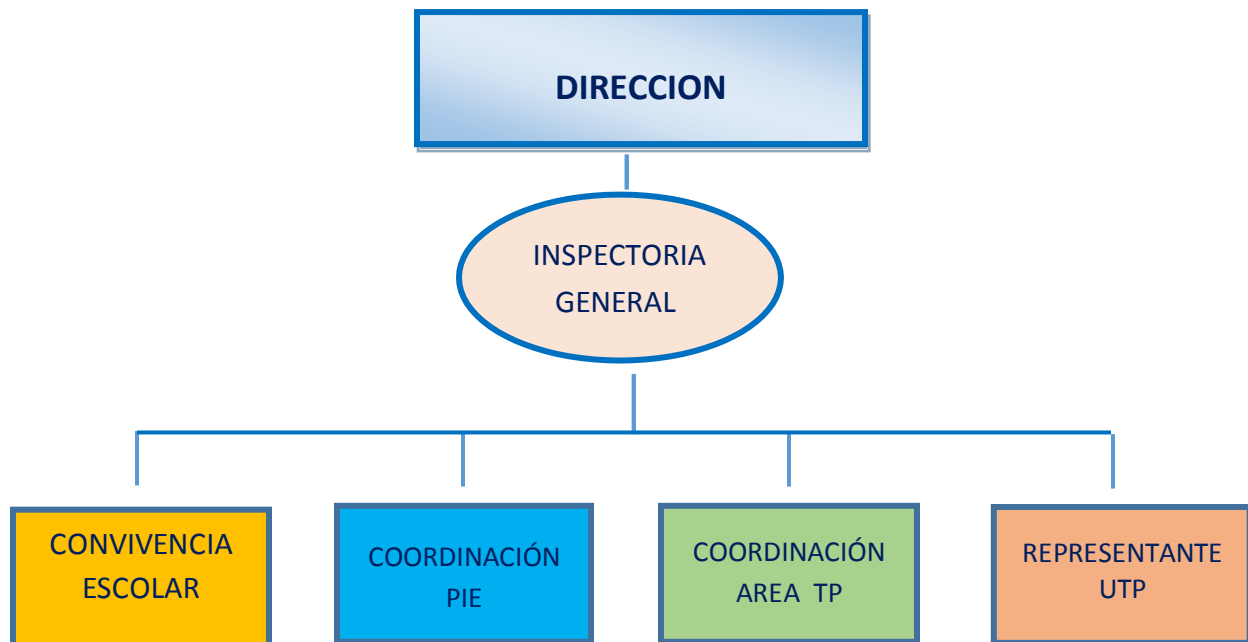 DIRECCION
INSPECTORIA
GENERAL
CONVIVENCIA
ESCOLAR
COORDINACIÓN
PIE
COORDINACIÓN
AREA TP
REPRESENTANTE
UTP